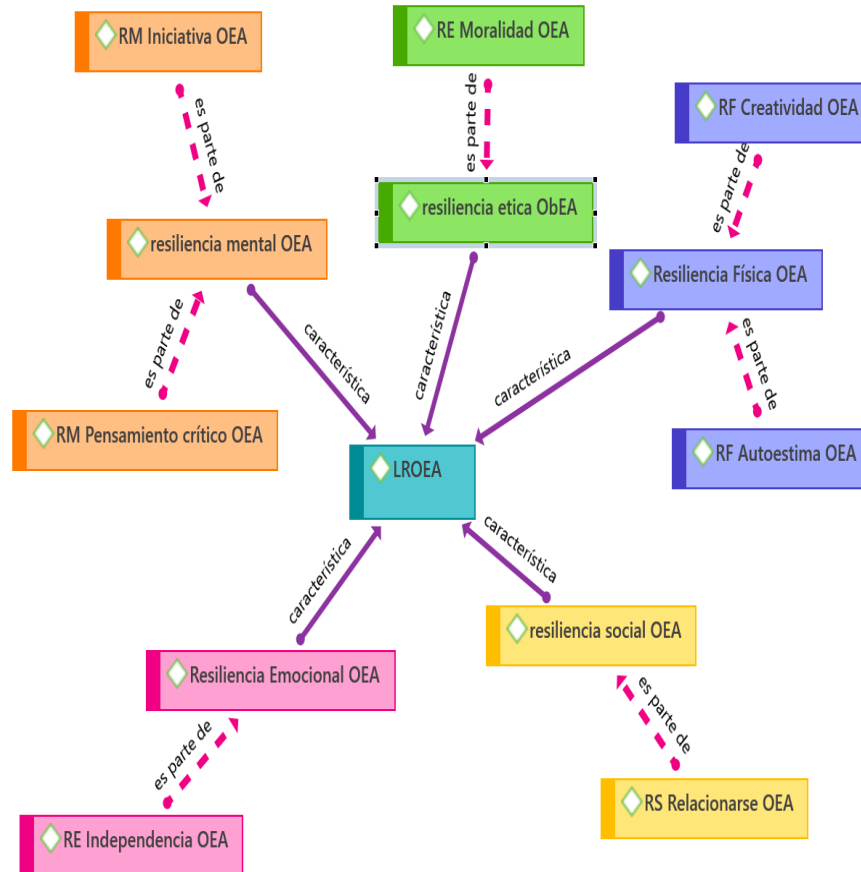 RM Iniciativa OEA
RE Moralidad OEA
RF Creatividad OEA
es parte de
es parte de
es parte de
resiliencia mental OEA
resiliencia etica ObEA
Resiliencia Física OEA
es parte de
característica
característica
característica
es parte de
RM Pensamiento crítico OEA
LROEA
RF Autoestima OEA
característica
característica
Resiliencia Emocional OEA
resiliencia social OEA
es parte de
es parte de
RE Independencia OEA
RS Relacionarse OEA